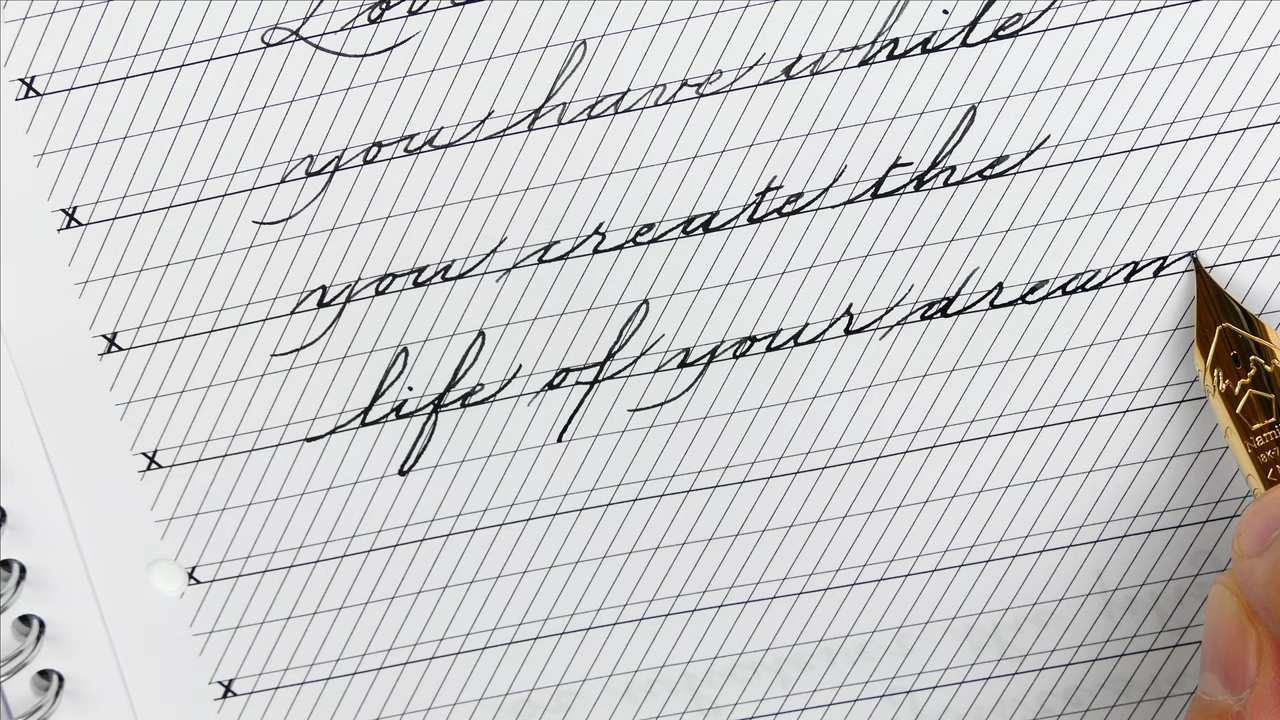 x
x you have while
x you create the
x life of your dream
x
x